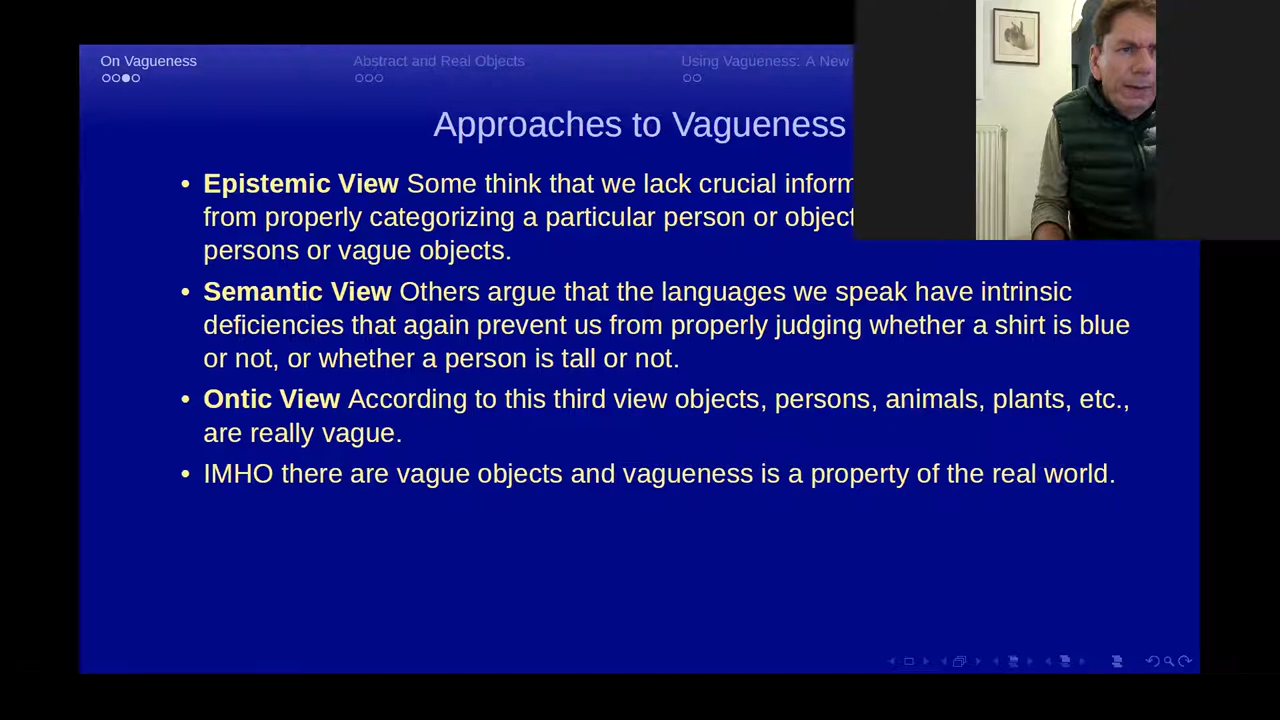 On Vagueness
Abstract and Real Objects
Using Vagueness: A New
Approaches to Vagueness
• Epistemic View Some think that we lack crucial
from properly categorizing a particular person or object
persons or vague objects.
• Semantic View Others argue that the languages we speak have intrinsic
deficiencies that again prevent us from properly judging whether a shirt is blue
or not, or whether a person is tall or not.
• Ontic View According to this third view objects, persons, animals, plants, etc.,
are really vague.
• IMHO there are vague objects and vagueness is a property of the real world.